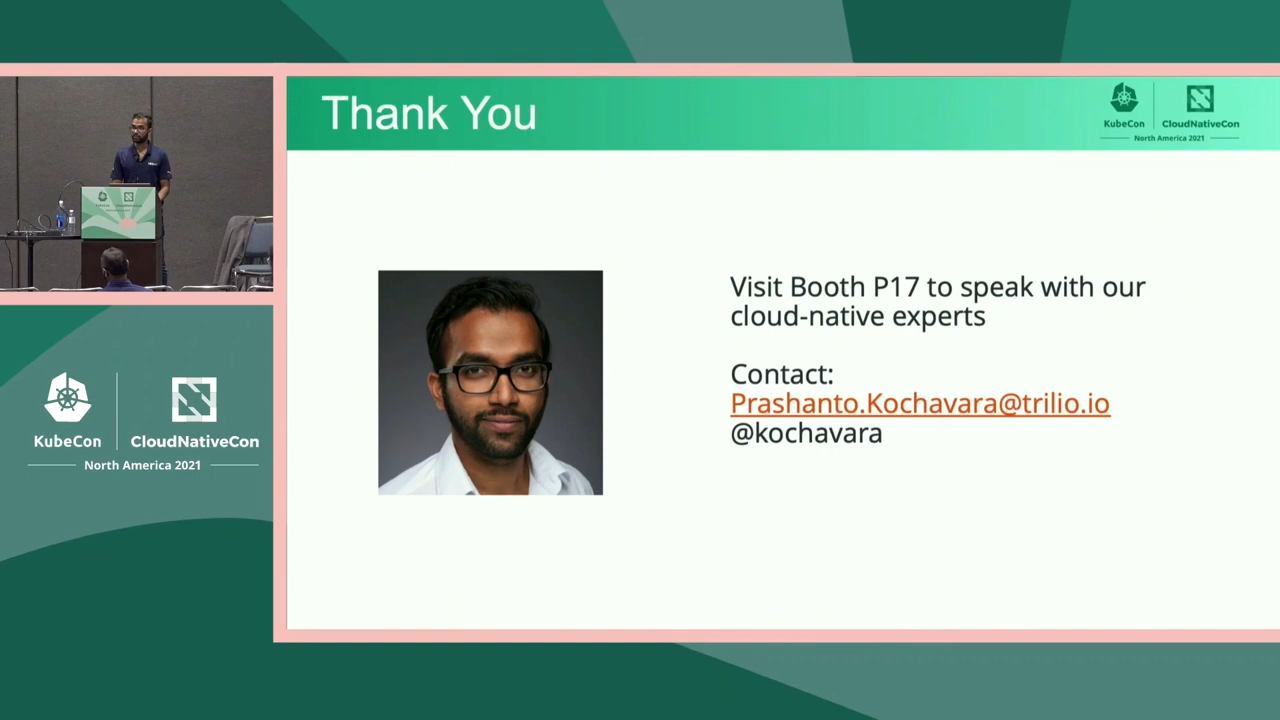 Thank You
KubeCon
CloudNativeCon
North America 2021
Visit Booth P17 to speak with our
cloud-native experts
Contact:
Prashanto.Kochavara@trilio.io
@kochavara
KubeCon
CloudNativeCon
North America 2021